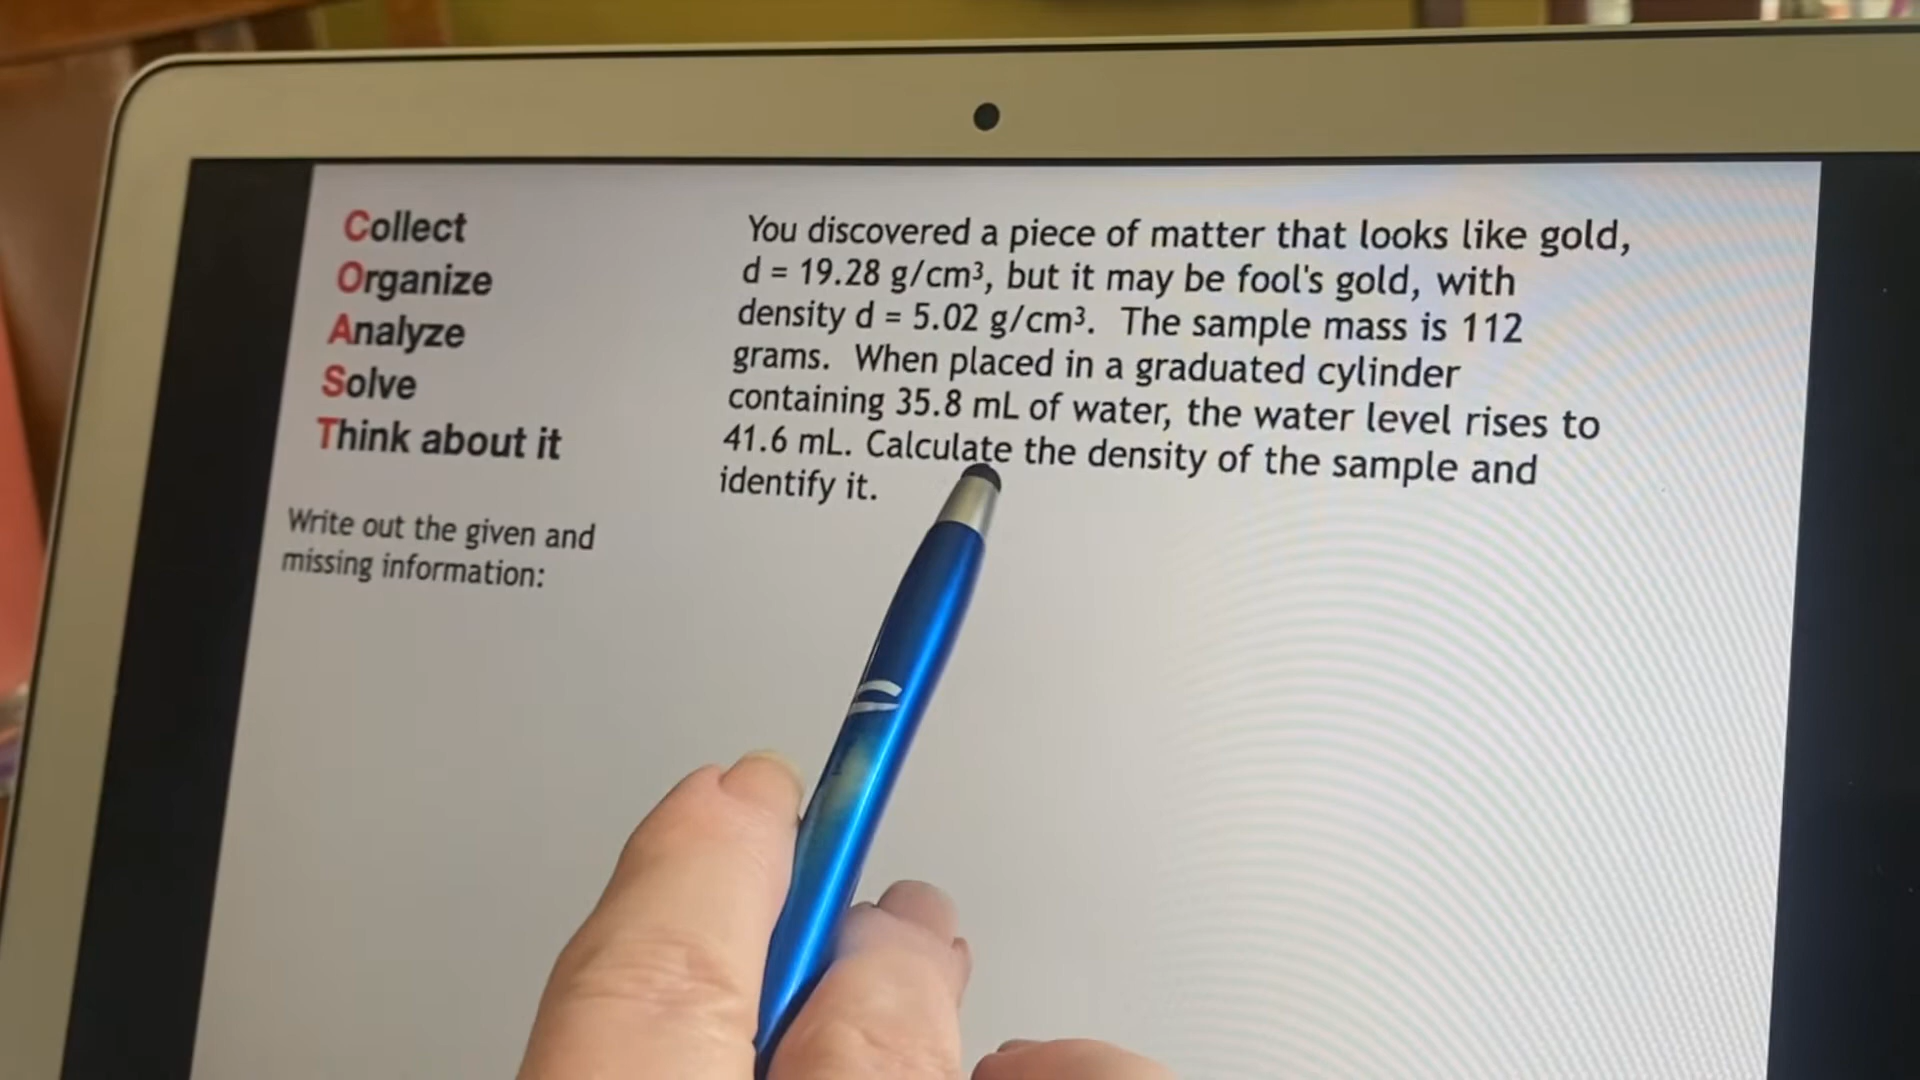 Collect
Organize
Analyze
Solve
Think about it
Write out the given and
missing information:
You discovered a piece of matter that looks like gold,
d = 19.28 g/cm³, but it may be fool's gold, with
density d = 5.02 g/cm³. The sample mass is 112
grams. When placed in a graduated cylinder
containing 35.8 mL of water, the water level rises to
41.6 mL. Calculate the density of the sample and
identify it.